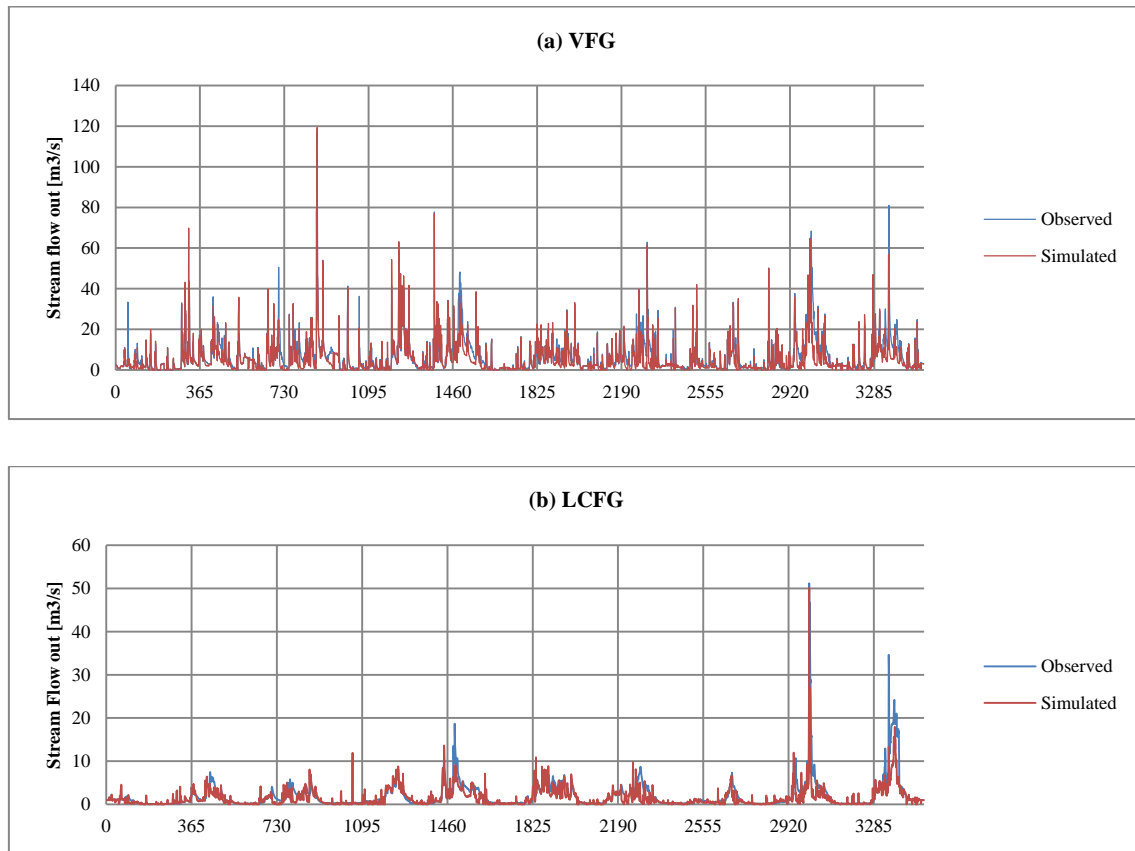 (a) VFG
Stream flow out [m3/s]
140
120
100
80
60
40
20
0
0 365 730 1095 1460 1825 2190 2555 2920 3285
Observed
Simulated
(b) LCFG
Stream Flow out [m3/s]
60
50
40
30
20
10
0
0 365 730 1095 1460 1825 2190 2555 2920 3285
Observed
Simulated